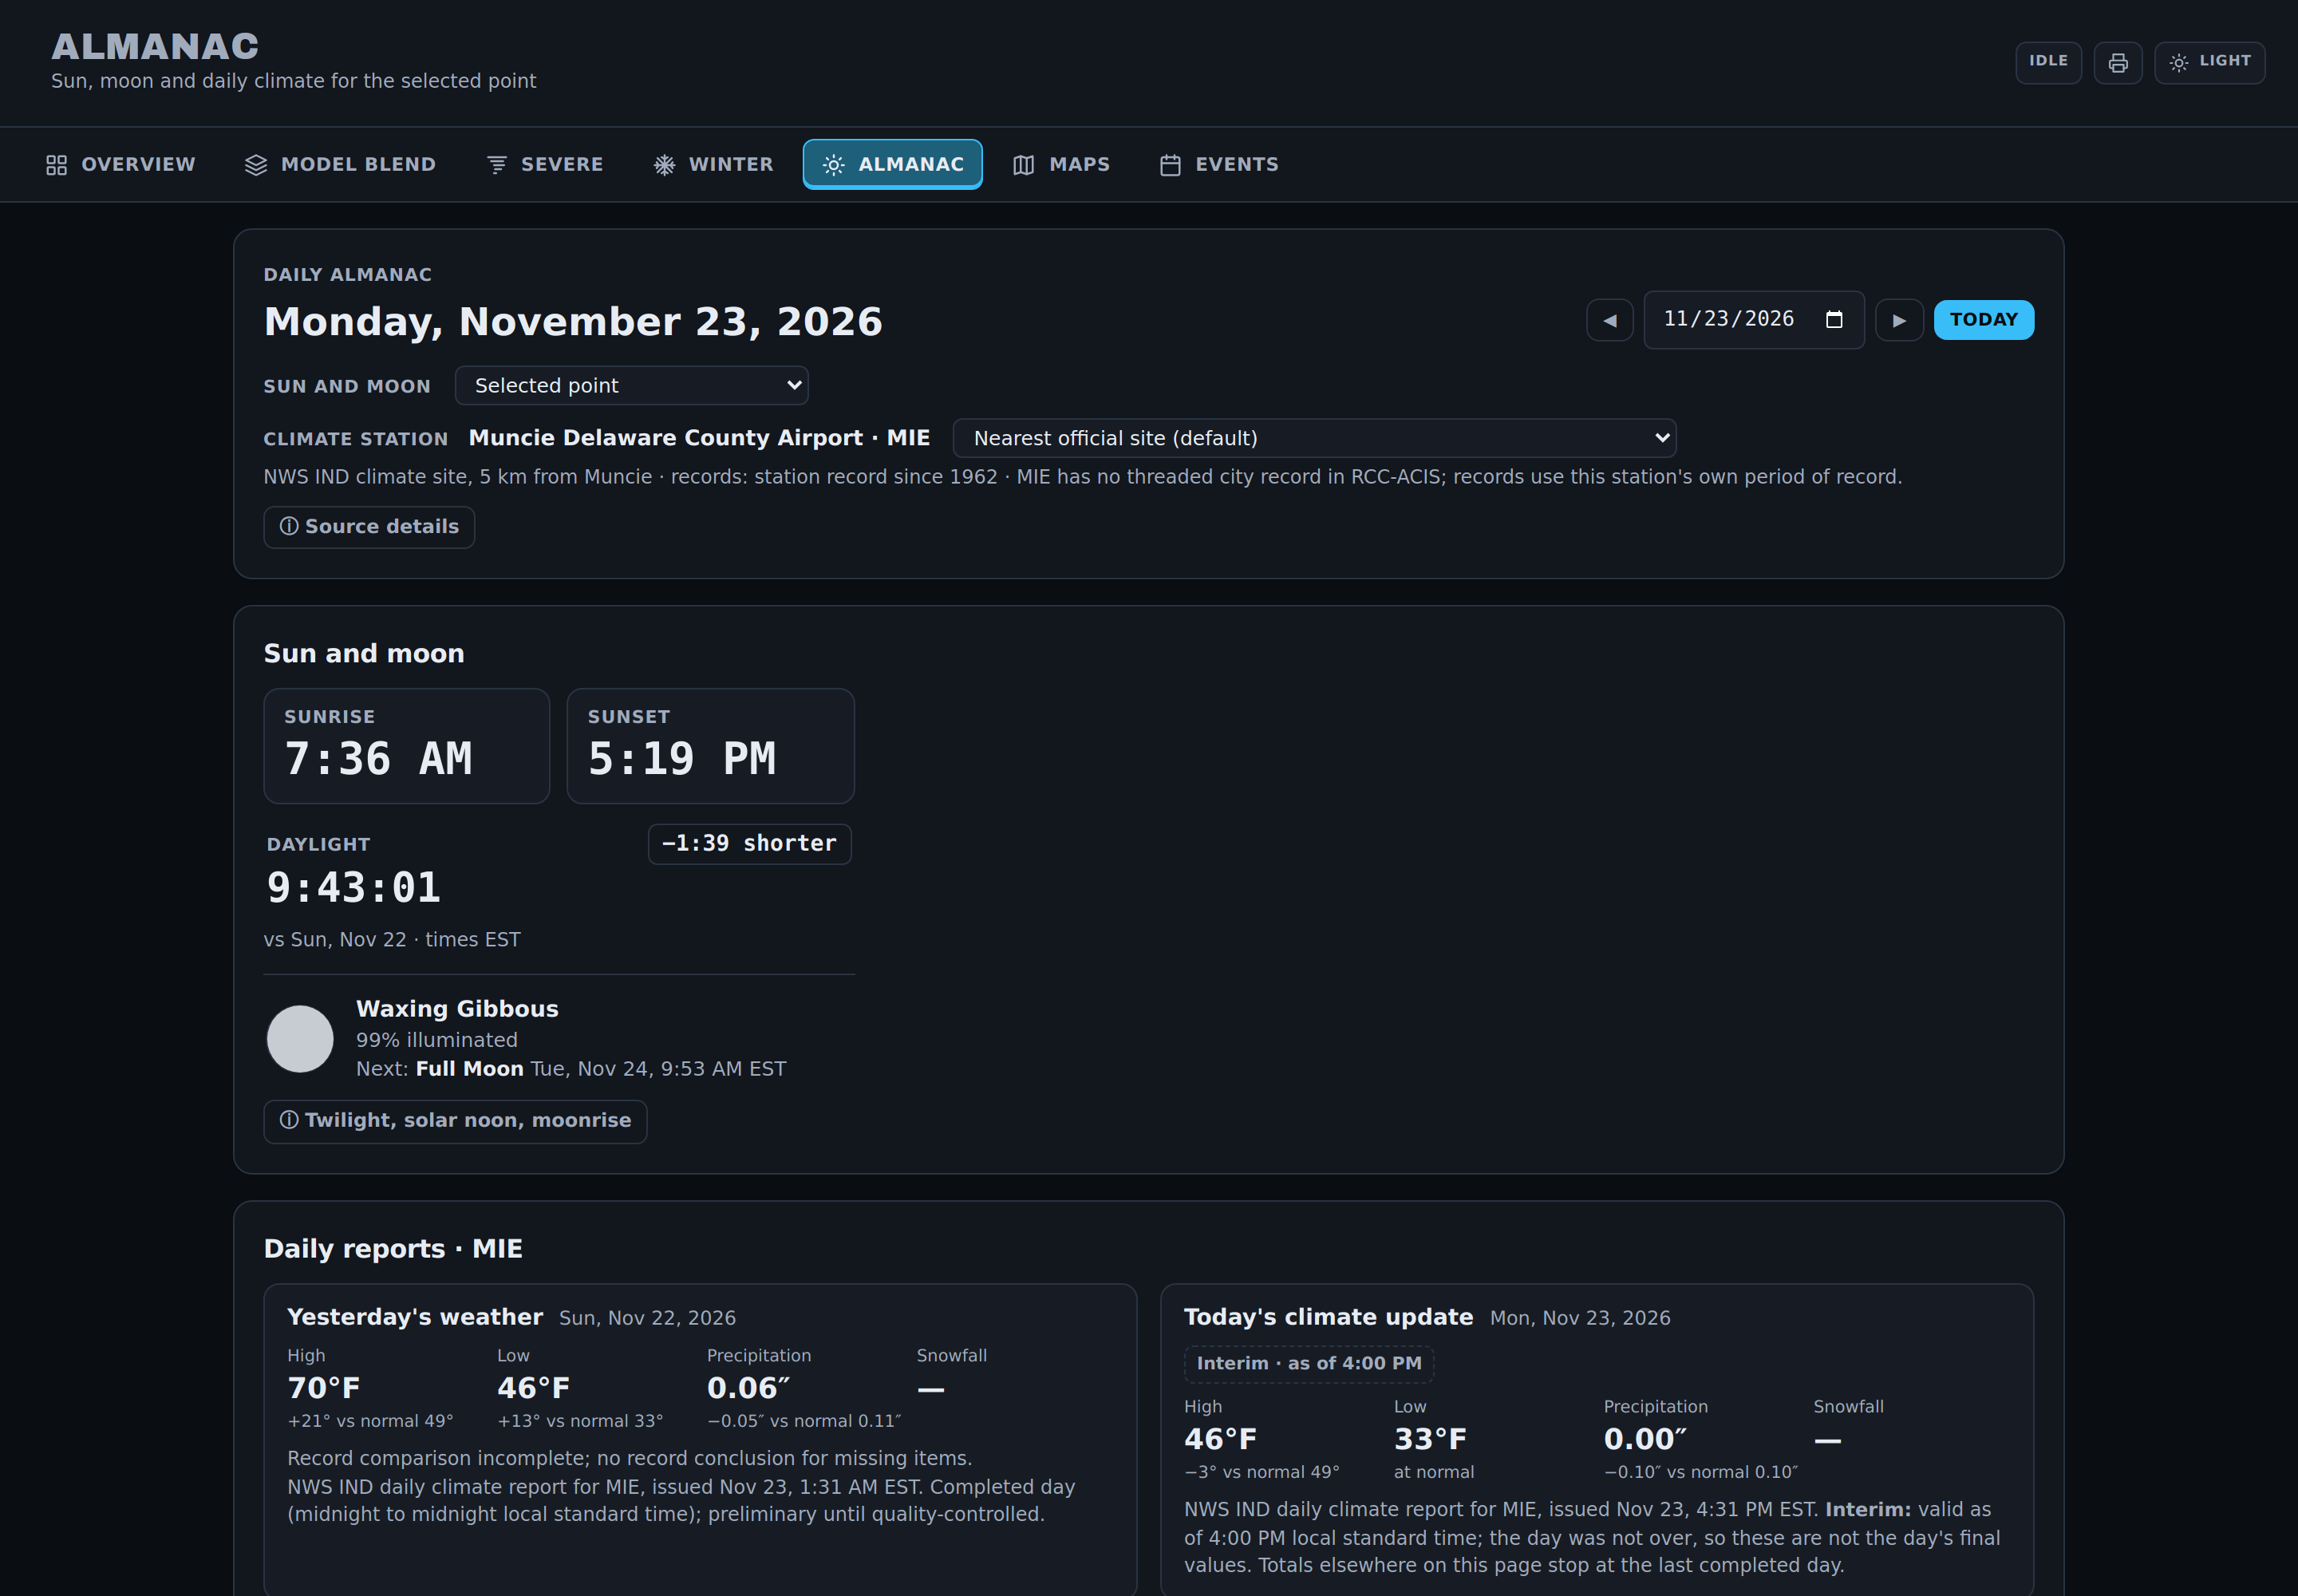 ALMANAC
Sun, moon and daily climate for the selected point
IDLE
LIGHT
OVERVIEW
MODEL BLEND
SEVERE
WINTER
ALMANAC
MAPS
EVENTS
DAILY ALMANAC
Monday, November 23, 2026
◀
11/23/2026
▶
TODAY
SUN AND MOON
Selected point
CLIMATE STATION
Muncie Delaware County Airport · MIE
Nearest official site (default)
NWS IND climate site, 5 km from Muncie · records: station record since 1962 · MIE has no threaded city record in RCC-ACIS; records use this station's own period of record.
ⓘ Source details
Sun and moon
SUNRISE
7:36 AM
SUNSET
5:19 PM
DAYLIGHT
−1:39 shorter
9:43:01
vs Sun, Nov 22 · times EST
Waxing Gibbous
99% illuminated
Next: Full Moon Tue, Nov 24, 9:53 AM EST
ⓘ Twilight, solar noon, moonrise
Daily reports · MIE
Yesterday's weather Sun, Nov 22, 2026
High
70°F
+21° vs normal 49°
Low
46°F
+13° vs normal 33°
Precipitation
0.06″
−0.05″ vs normal 0.11″
Snowfall
—
Record comparison incomplete; no record conclusion for missing items.
NWS IND daily climate report for MIE, issued Nov 23, 1:31 AM EST. Completed day
(midnight to midnight local standard time); preliminary until quality-controlled.
Today's climate update Mon, Nov 23, 2026
Interim · as of 4:00 PM
High
46°F
−3° vs normal 49°
Low
33°F
at normal
Precipitation
0.00″
−0.10″ vs normal 0.10″
Snowfall
—
NWS IND daily climate report for MIE, issued Nov 23, 4:31 PM EST. Interim: valid as
of 4:00 PM local standard time; the day was not over, so these are not the day's final
values. Totals elsewhere on this page stop at the last completed day.